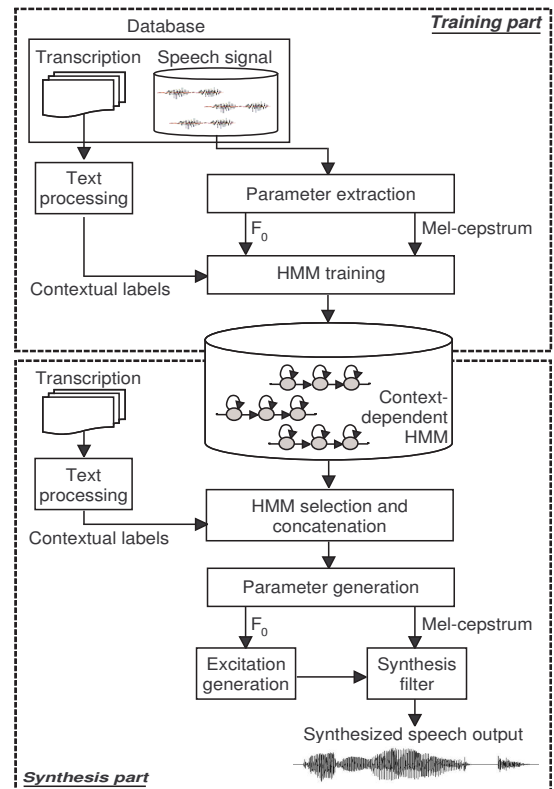 Training part
Database
Transcription
Speech signal
Text
processing
Parameter extraction
F0
Mel-cepstrum
HMM training
Contextual labels
Context-
dependent
HMM
Transcription
Text
processing
HMM selection and
concatenation
Contextual labels
Parameter generation
F0
Mel-cepstrum
Excitation
generation
Synthesis
filter
Synthesized speech output
Synthesis part